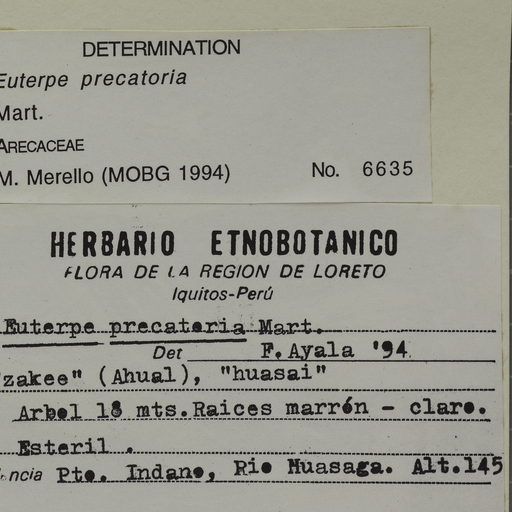 DETERMINATION
Euterpe precatoria
Mart.
ARECACEAE
M. Merello (MOBG 1994) No. 6635
HERBARIO ETNOBOTANICO
FLORA DE LA REGION DE LORETO
Iquitos-Perú
Euterpe precatoria Mart.
Det F. Ayala '94
zakee" (Ahual), "huasai"
Arbol 18 mts. Raices marrón - claro.
Esteril .
ncia Pto. Indano, Rio Huasaga. Alt.145